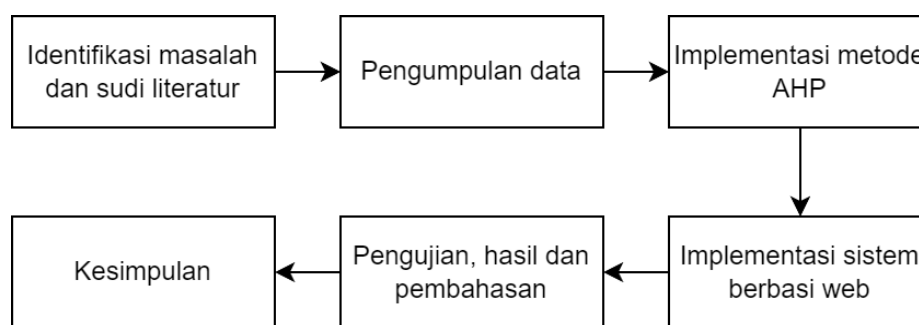 Identifikasi masalah
dan sudi literatur
Pengumpulan data
Implementasi metode
AHP
Implementasi sistem
berbasi web
Pengujian, hasil dan
pembahasan
Kesimpulan